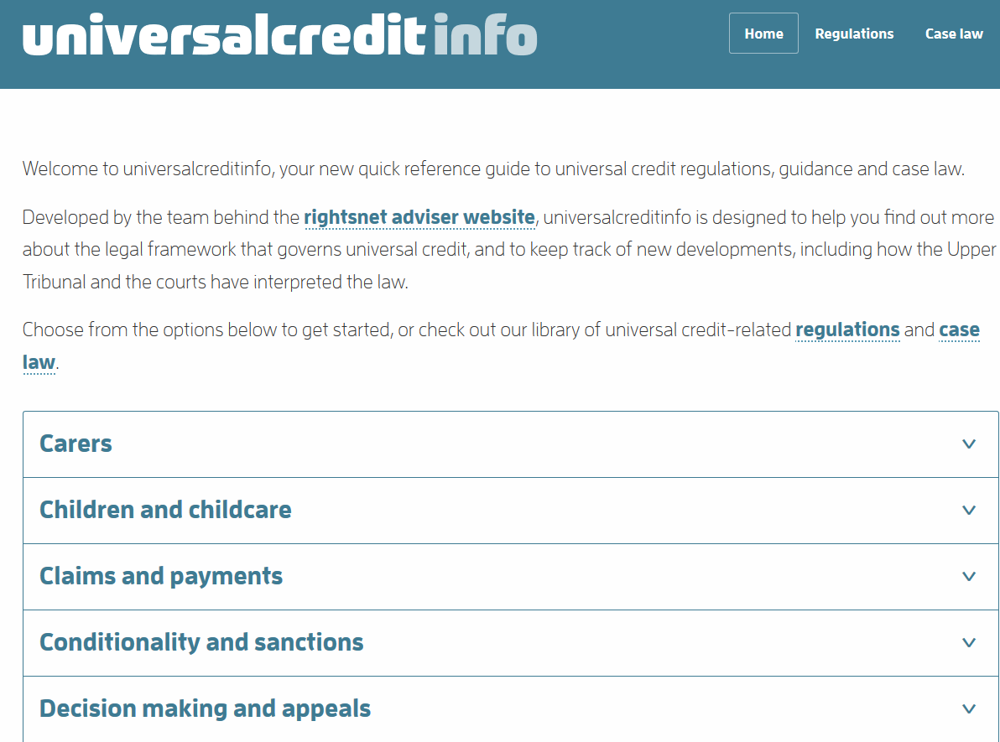 universalcreditinfo
Home Regulations Case law
Welcome to universalcreditinfo, your new quick reference guide to universal credit regulations, guidance and case law.
Developed by the team behind the rightsnet adviser website, universalcreditinfo is designed to help you find out more
about the legal framework that governs universal credit, and to keep track of new developments, including how the Upper
Tribunal and the courts have interpreted the law.
Choose from the options below to get started, or check out our library of universal credit-related regulations and case
law.
Carers
Children and childcare
Claims and payments
Conditionality and sanctions
Decision making and appeals